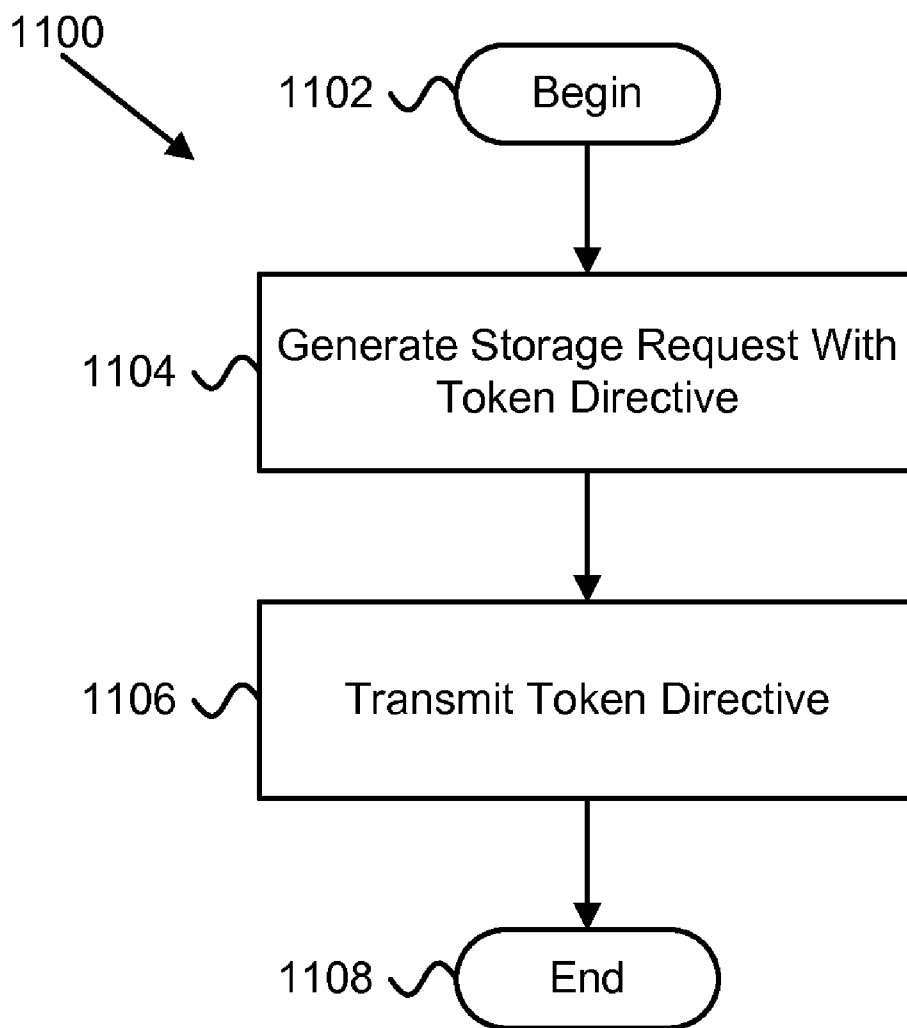 1100
1102
Begin
1104
Generate Storage Request With
Token Directive
1106
Transmit Token Directive
1108
End